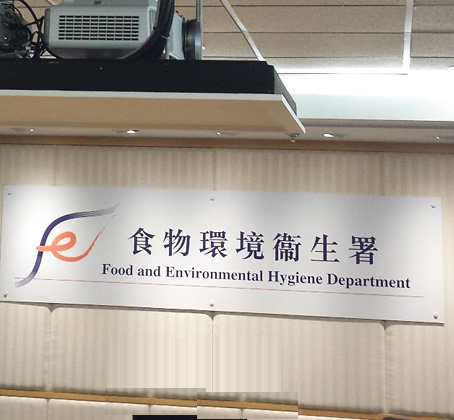 食物環境衞生署
Food and Environmental Hygiene Department